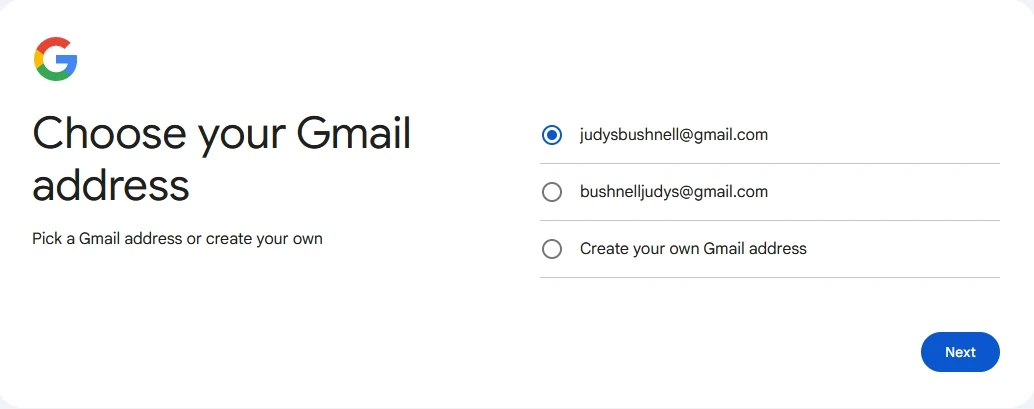 Choose your Gmail
address
Pick a Gmail address or create your own
judysbushnell@gmail.com
bushnelljudys@gmail.com
Create your own Gmail address
Next